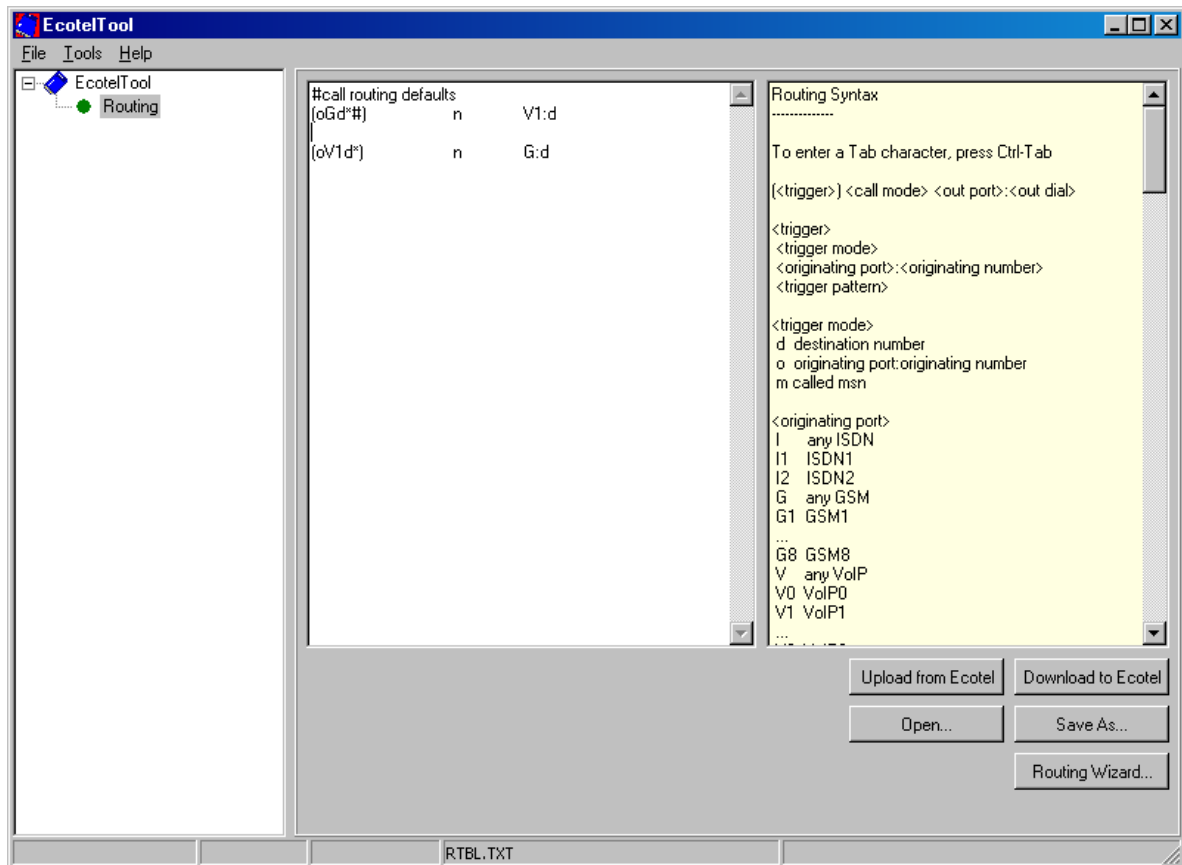 EcotelTool
File Tools Help
EcotelTool
Routing
#call routing defaults
(oGd*#) n V1:d
(oV1d*) n G:d
Routing Syntax
-------------
To enter a Tab character, press Ctrl-Tab
(<trigger>) <call mode> <out port>:<out dial>
<trigger>
<trigger mode>
<originating port>:<originating number>
<trigger pattern>
<trigger mode>
d destination number
o originating port:originating number
m called msn
<originating port>
I any ISDN
I1 ISDN1
I2 ISDN2
G any GSM
G1 GSM1
...
G8 GSM8
V any VoIP
V0 VoIP0
V1 VoIP1
...
Upload from Ecotel
Download to Ecotel
Open...
Save As...
Routing Wizard...
RTBL.TXT